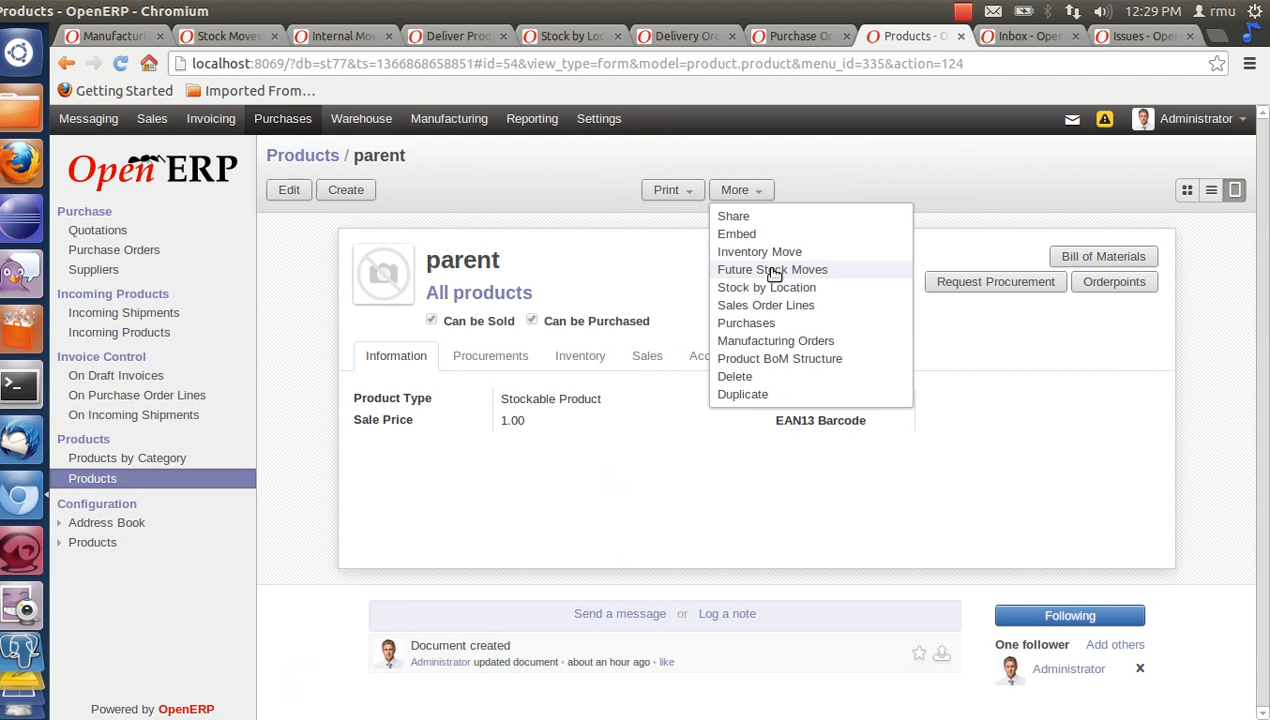 Products - OpenERP - Chromium
12:29 PM
rmu
Manufacturi
Stock Moves
Internal Mo
Deliver Prod
Stock by Loc
Delivery Ord
Purchase Or
Products - O
Inbox - Ope
Issues - Ope
localhost:8069/?db=st77&ts=1366868658851#id=54&view_type=form&model=product.product&menu_id=335&action=124
Getting Started
Imported From...
Messaging Sales Invoicing Purchases Warehouse Manufacturing Reporting Settings
Administrator
OpenERP
Purchase
Quotations
Purchase Orders
Suppliers
Incoming Products
Incoming Shipments
Incoming Products
Invoice Control
On Draft Invoices
On Purchase Order Lines
On Incoming Shipments
Products
Products by Category
Products
Configuration
Address Book
Products
Powered by OpenERP
Products / parent
Edit Create
Print More
Share
Embed
Inventory Move
Future Stock Moves
Stock by Location
Sales Order Lines
Purchases
Manufacturing Orders
Product BoM Structure
Delete
Duplicate
parent
All products
Can be Sold Can be Purchased
Bill of Materials
Request Procurement Orderpoints
Information Procurements Inventory Sales
Product Type Stockable Product
Sale Price 1.00
EAN13 Barcode
Send a message or Log a note
Document created
Administrator updated document • about an hour ago • like
Following
One follower Add others
Administrator